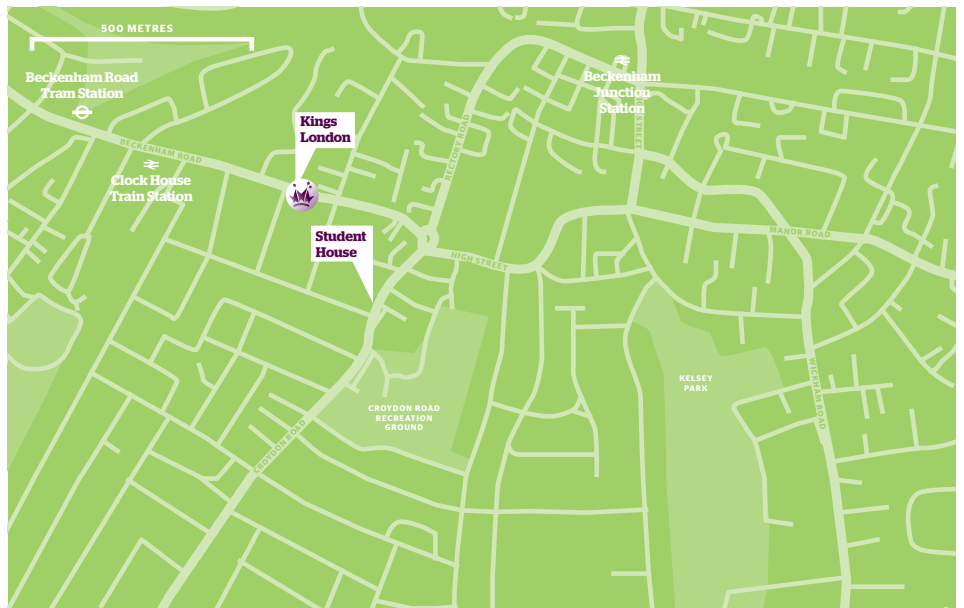 500 METRES
Beckenham Road
Tram Station
BECKENHAM ROAD
Clock House
Train Station
Kings
London
Student
House
RECTORY ROAD
Beckenham
Junction
Station
STREET
HIGH STREET
MANOR ROAD
KELSEY
PARK
WICKHAM ROAD
CROYDON ROAD
RECREATION
GROUND
CROYDON ROAD